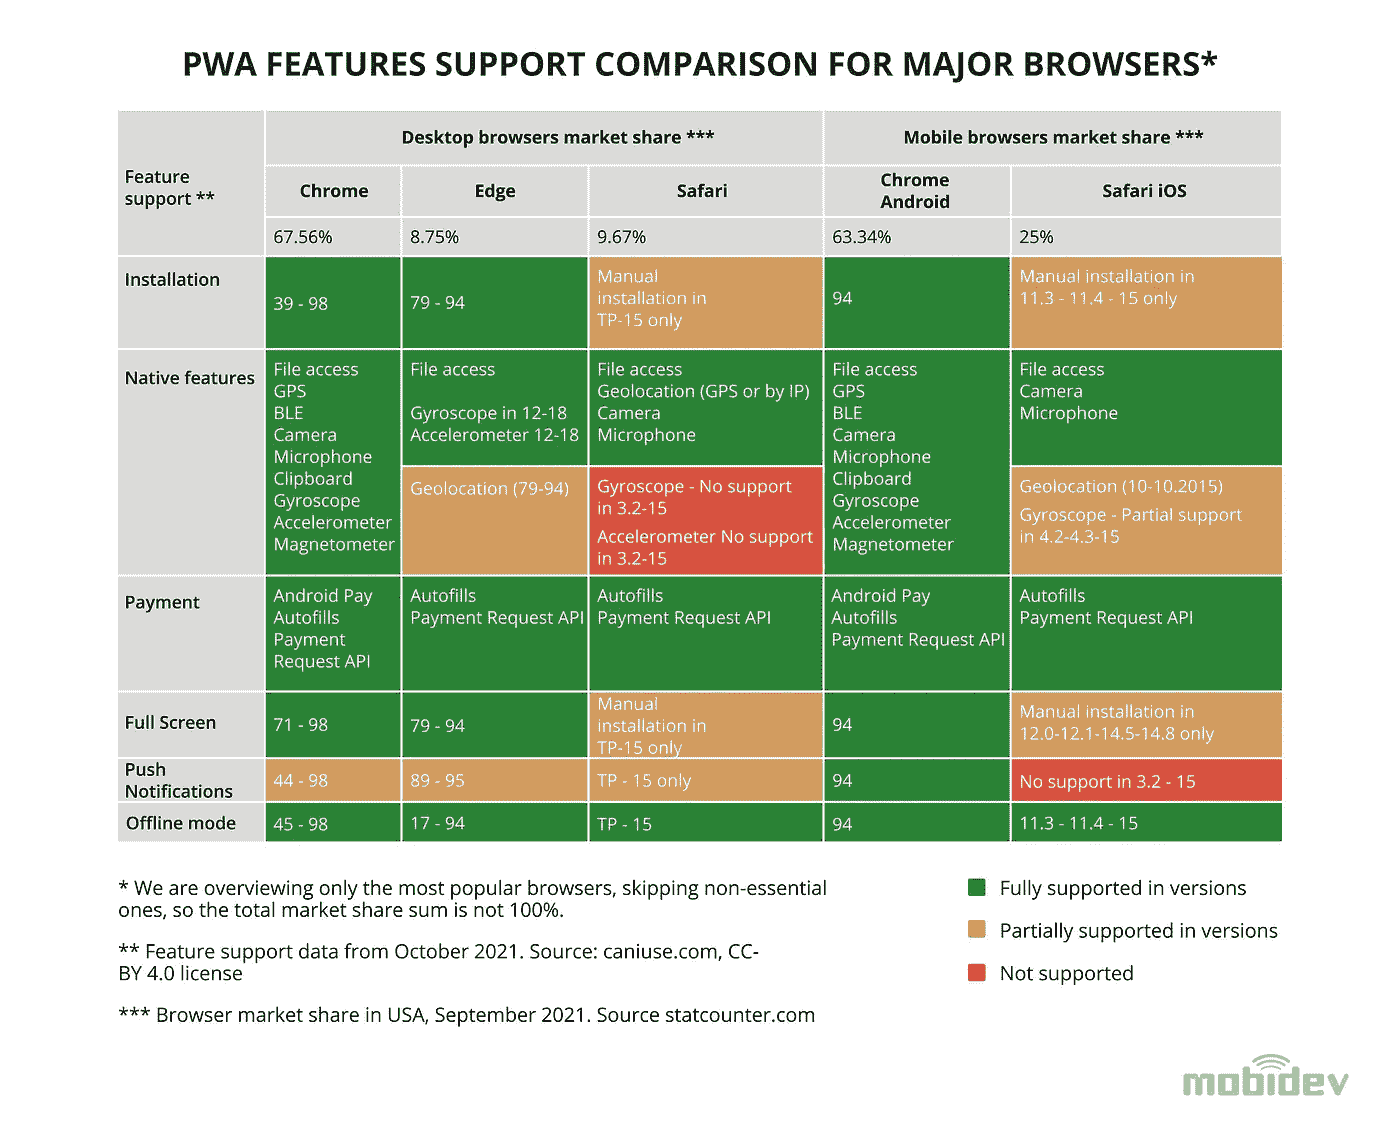 PWA FEATURES SUPPORT COMPARISON FOR MAJOR BROWSERS*
Feature
support **
Desktop browsers market share ***
Mobile browsers market share ***
Chrome
Edge
Safari
Chrome
Android
Safari iOS
67.56%
8.75%
9.67%
63.34%
25%
Installation
39 - 98
79 - 94
Manual
installation in
TP-15 only
94
Manual installation in
11.3 - 11.4 - 15 only
Native features
File access
GPS
BLE
Camera
Microphone
Clipboard
Gyroscope
Accelerometer
Magnetometer
File access
Gyroscope in 12-18
Accelerometer 12-18
Geolocation (79-94)
File access
Geolocation (GPS or by IP)
Camera
Microphone
Gyroscope - No support
in 3.2-15
Accelerometer No support
in 3.2-15
File access
GPS
BLE
Camera
Microphone
Clipboard
Gyroscope
Accelerometer
Magnetometer
File access
Camera
Microphone
Geolocation (10-10.2015)
Gyroscope - Partial support
in 4.2-4.3-15
Payment
Android Pay
Autofills
Payment
Request API
Autofills
Payment Request API
Autofills
Payment Request API
Android Pay
Autofills
Payment Request API
Autofills
Payment Request API
Full Screen
71 - 98
79 - 94
Manual
installation in
TP-15 only
94
Manual installation in
12.0-12.1-14.5-14.8 only
Push
Notifications
44 - 98
89 - 95
TP - 15 only
94
No support in 3.2 - 15
Offline mode
45 - 98
17 - 94
TP - 15
94
11.3 - 11.4 - 15
* We are overviewing only the most popular browsers, skipping non-essential
ones, so the total market share sum is not 100%.
** Feature support data from October 2021. Source: caniuse.com, CC-
BY 4.0 license
*** Browser market share in USA, September 2021. Source statcounter.com
Fully supported in versions
Partially supported in versions
Not supported
mobidev